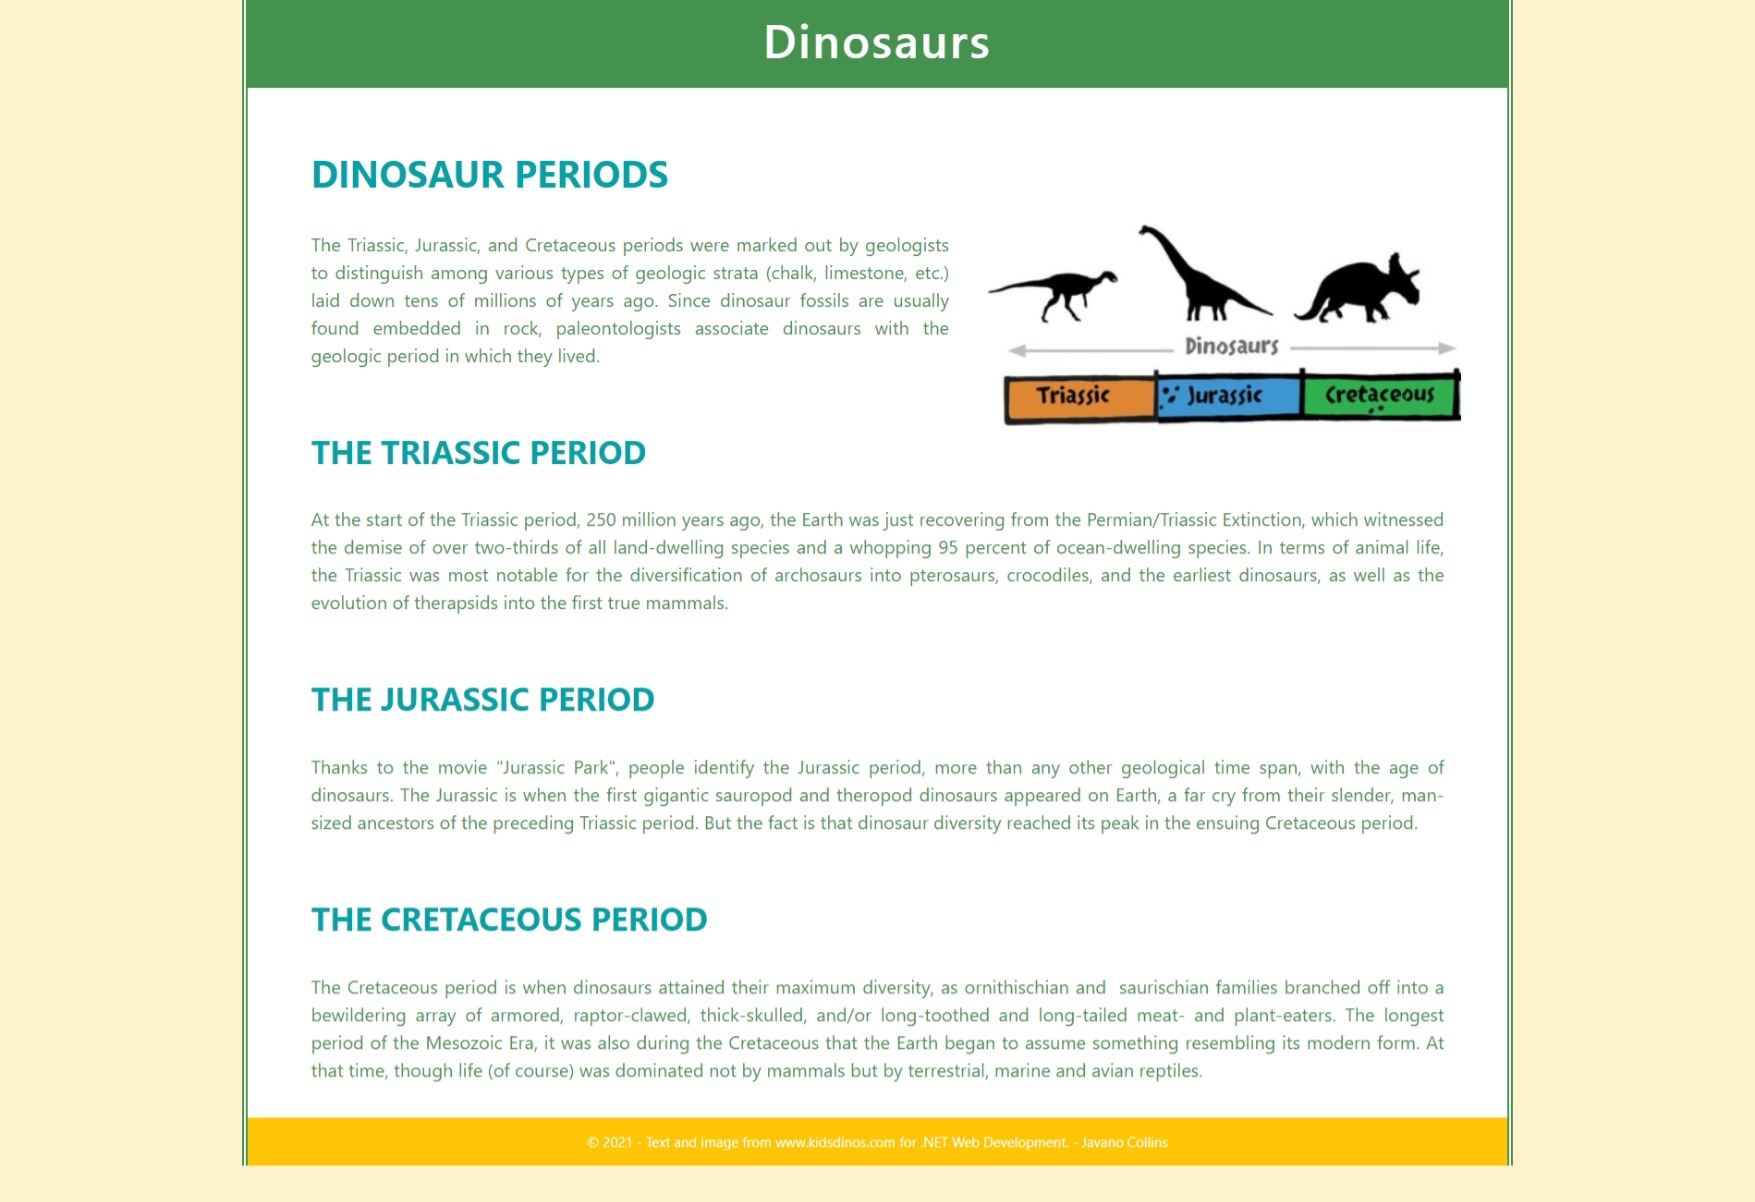 Dinosaurs
DINOSAUR PERIODS
The Triassic, Jurassic, and Cretaceous periods were marked out by geologists
to distinguish among various types of geologic strata (chalk, limestone, etc.)
laid down tens of millions of years ago. Since dinosaur fossils are usually
found embedded in rock, paleontologists associate dinosaurs with the
geologic period in which they lived.
Dinosaurs
Triassic Jurassic Cretaceous
THE TRIASSIC PERIOD
At the start of the Triassic period, 250 million years ago, the Earth was just recovering from the Permian/Triassic Extinction, which witnessed
the demise of over two-thirds of all land-dwelling species and a whopping 95 percent of ocean-dwelling species. In terms of animal life,
the Triassic was most notable for the diversification of archosaurs into pterosaurs, crocodiles, and the earliest dinosaurs, as well as the
evolution of therapsids into the first true mammals.
THE JURASSIC PERIOD
Thanks to the movie "Jurassic Park", people identify the Jurassic period, more than any other geological time span, with the age of
dinosaurs. The Jurassic is when the first gigantic sauropod and theropod dinosaurs appeared on Earth, a far cry from their slender, man-
sized ancestors of the preceding Triassic period. But the fact is that dinosaur diversity reached its peak in the ensuing Cretaceous period.
THE CRETACEOUS PERIOD
The Cretaceous period is when dinosaurs attained their maximum diversity, as ornithischian and saurischian families branched off into a
bewildering array of armored, raptor-clawed, thick-skulled, and/or long-toothed and long-tailed meat- and plant-eaters. The longest
period of the Mesozoic Era, it was also during the Cretaceous that the Earth began to assume something resembling its modern form. At
that time, though life (of course) was dominated not by mammals but by terrestrial, marine and avian reptiles.
© 2021 - Text and image from www.kidsdinos.com for .NET Web Development. - Javano Collins